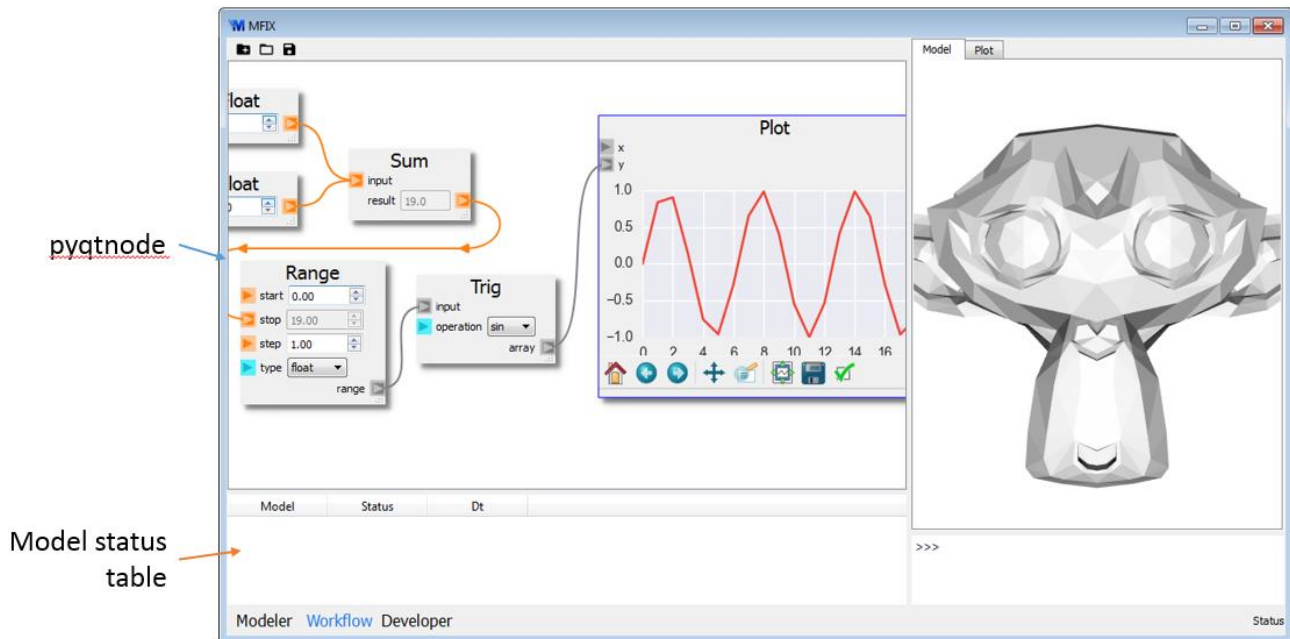 MFIX
Model Plot
Float
Float
Sum
input
result 19.0
Plot
x
y
1.0
0.5
0.0
−0.5
−1.0
0 2 4 6 8 10 12 14 16
pyqtnode
Range
start 0.00
stop 19.00
step 1.00
type float
range
Trig
input
operation sin
array
Model Status Dt
Model status
table
>>>
Modeler Workflow Developer
Status